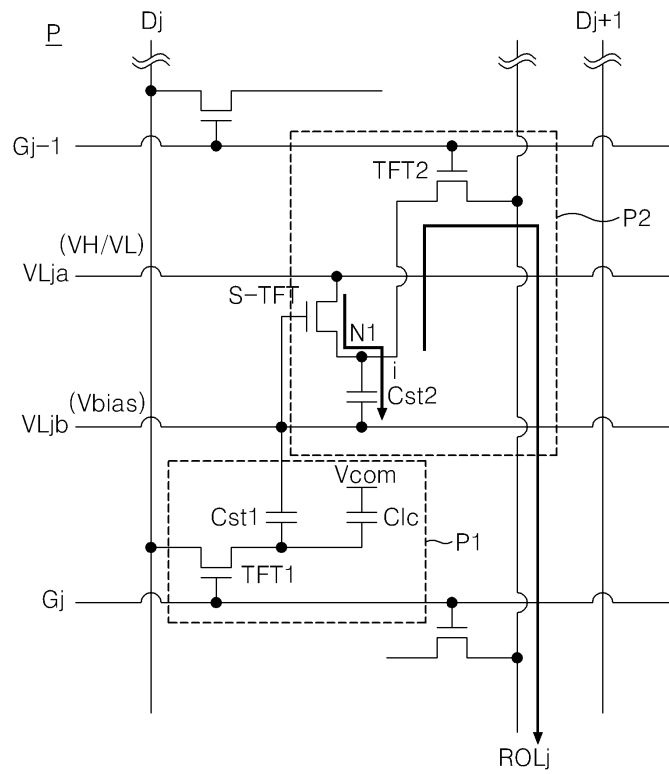 P
Dj
Dj+1
Gj-1
TFT2
P2
(VH/VL)
VLja
S-TFT
N1
i
Cst2
(Vbias)
VLjb
Vcom
Cst1
Clc
P1
TFT1
Gj
ROLj